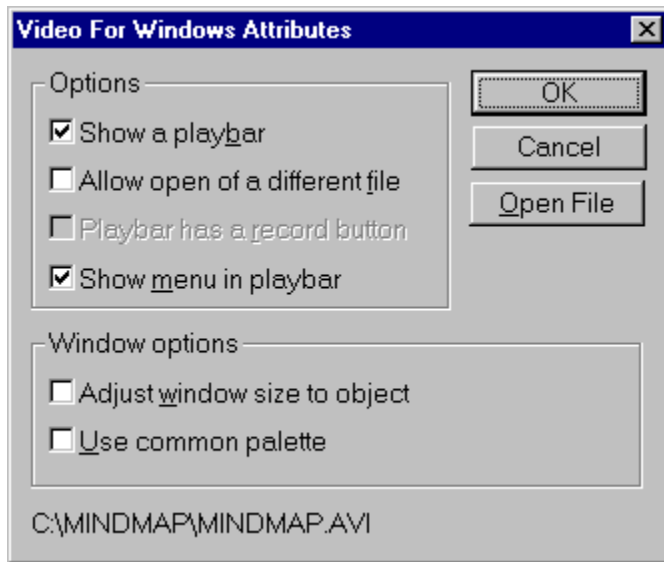 Video For Windows Attributes
Options
Show a playbar
Allow open of a different file
Playbar has a record button
Show menu in playbar
OK
Cancel
Open File
Window options
Adjust window size to object
Use common palette
C:\MINDMAP\MINDMAP.AVI